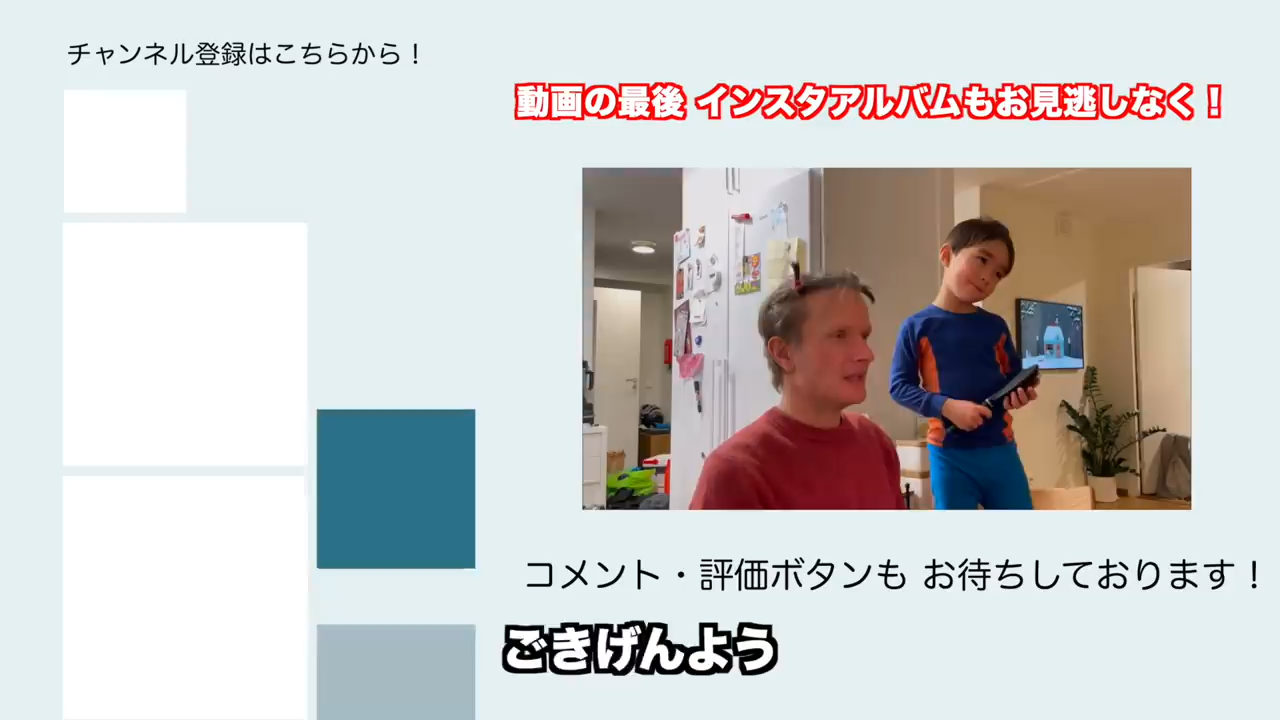 チャンネル登録はこちらから！
動画の最後 インスタアルバムもお見逃しなく！
コメント・評価ボタンも お待ちしております！
ごきげんよう